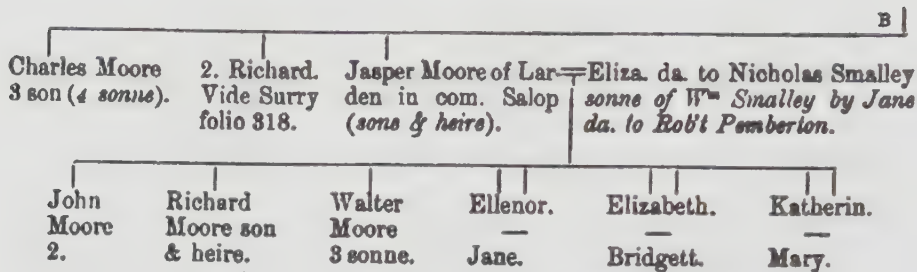 B
Charles Moore
3 son (4 sonne).
2. Richard.
Vide Surry
folio 318.
Jasper Moore of Lar-
den in com. Salop
(sone & heire).
Eliza. da. to Nicholas Smalley
sonne of Wm Smalley by Jane
da. to Rob't Pemberton.
John
Moore
2.
Richard
Moore son
& heire.
Walter
Moore
3 sonne.
Ellenor.
Jane.
Elizabeth.
Bridgett.
Katherin.
Mary.